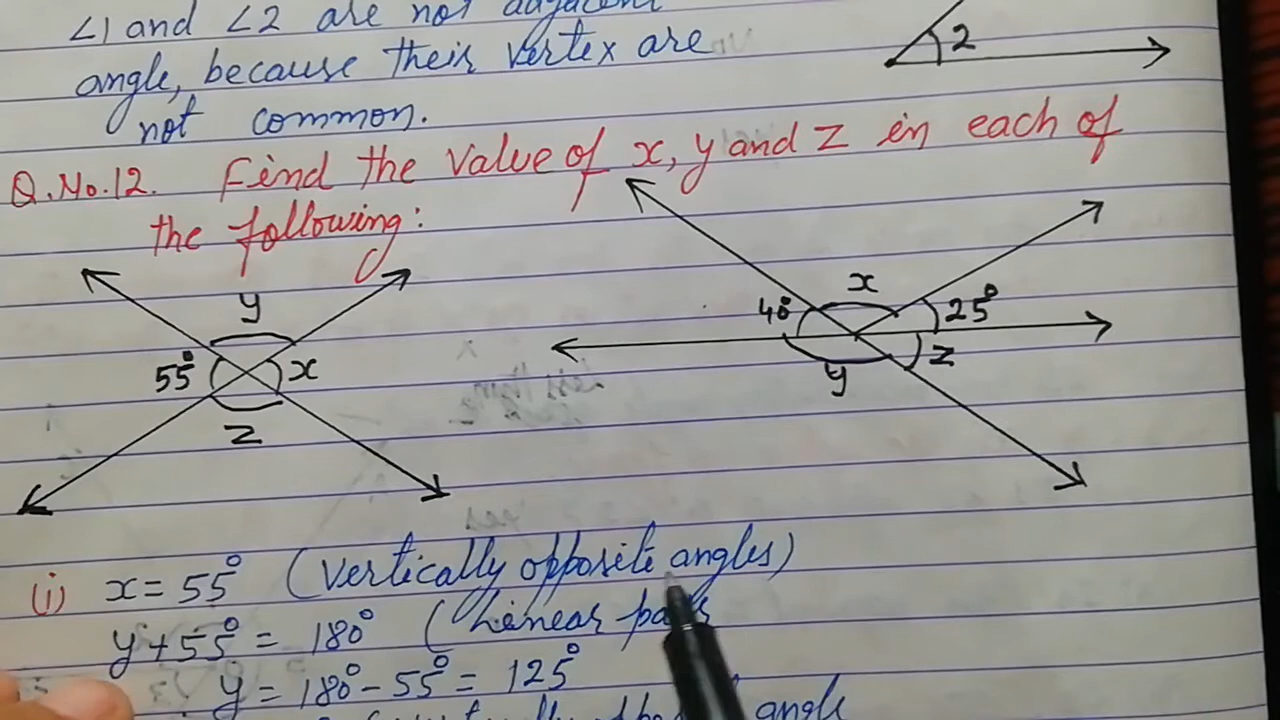 ∠1 and ∠2 are not adjacent
angle, because their vertex are
not common.
2
Q.No.12. Find the value of x, y and z in each of
the following:
y
55° x
z
x
40° 25°
y z
(i) x = 55° (vertically opposite angles)
y + 55° = 180° (Linear pairs
y = 180° - 55° = 125°
angle